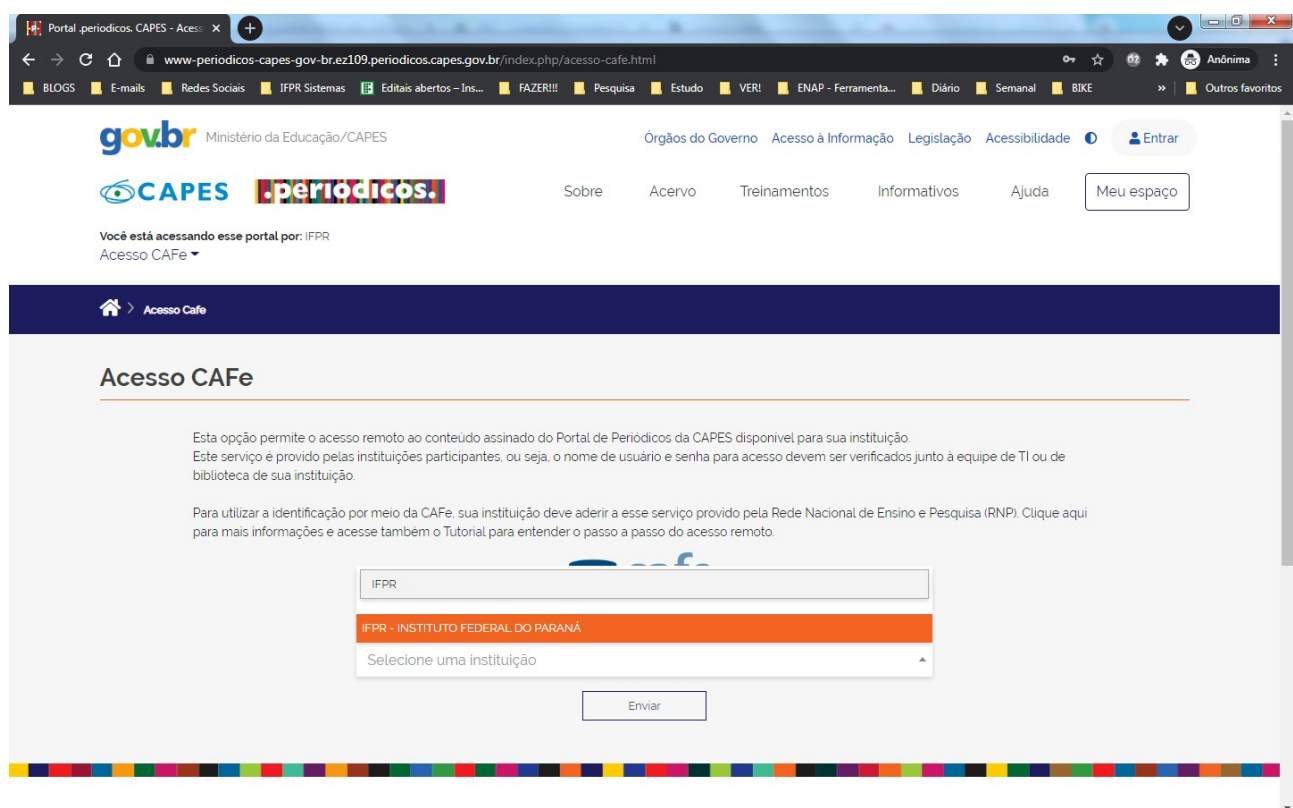 Portal .periodicos. CAPES - Acess
www-periodicos-capes-gov-br.ez109.periodicos.capes.gov.br/index.php/acesso-cafe.html
Anônima
BLOGS E-mails Redes Sociais IFPR Sistemas Editais abertos – Ins... FAZER!!! Pesquisa Estudo VER! ENAP - Ferramenta... Diário Semanal BIKE » Outros favoritos
gov.br Ministério da Educação/CAPES Órgãos do Governo Acesso à Informação Legislação Acessibilidade Entrar
CAPES .periodicos. Sobre Acervo Treinamentos Informativos Ajuda Meu espaço
Você está acessando esse portal por: IFPR
Acesso CAFe
Acesso Cafe
Acesso CAFe
Esta opção permite o acesso remoto ao conteúdo assinado do Portal de Periódicos da CAPES disponível para sua instituição.
Este serviço é provido pelas instituições participantes, ou seja, o nome de usuário e senha para acesso devem ser verificados junto à equipe de TI ou de
biblioteca de sua instituição.
Para utilizar a identificação por meio da CAFe, sua instituição deve aderir a esse serviço provido pela Rede Nacional de Ensino e Pesquisa (RNP). Clique aqui
para mais informações e acesse também o Tutorial para entender o passo a passo do acesso remoto.
IFPR
IFPR - INSTITUTO FEDERAL DO PARANÁ
Selecione uma instituição
Enviar